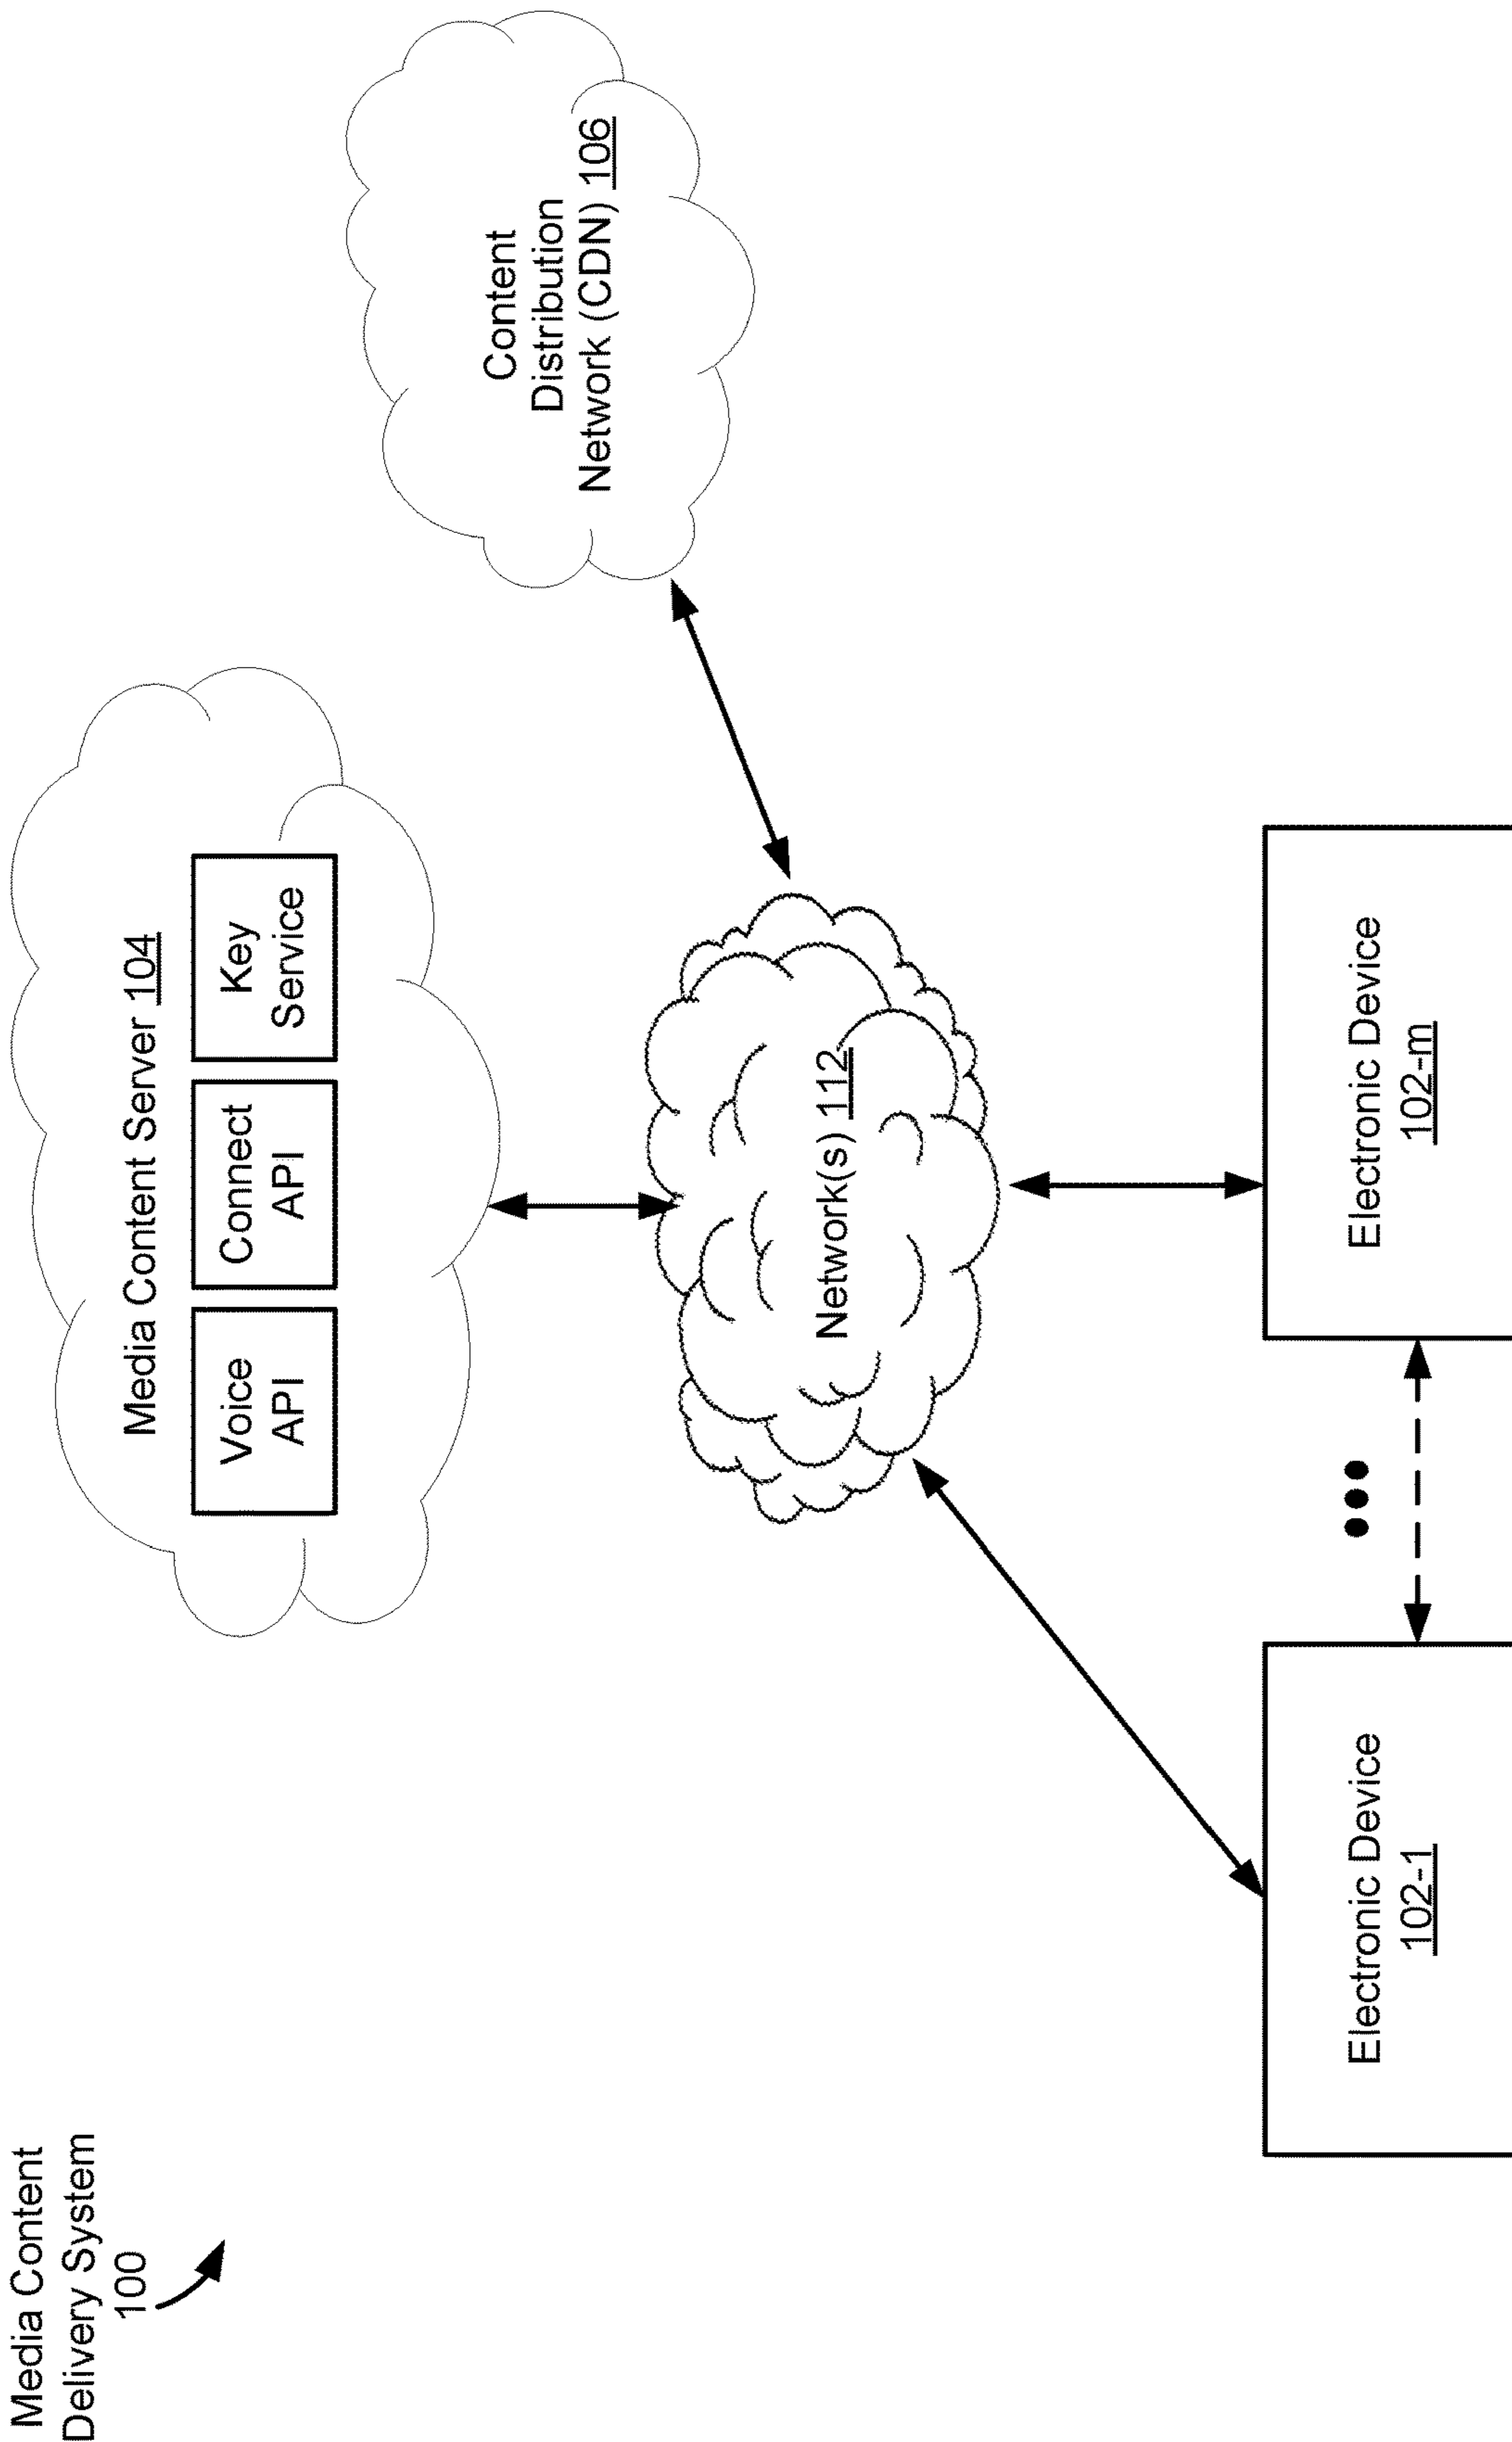 Media Content
Delivery System
100
Media Content Server 104
Voice
API
Connect
API
Key
Service
Content
Distribution
Network (CDN) 106
Network(s) 112
Electronic Device
102-1
Electronic Device
102-m